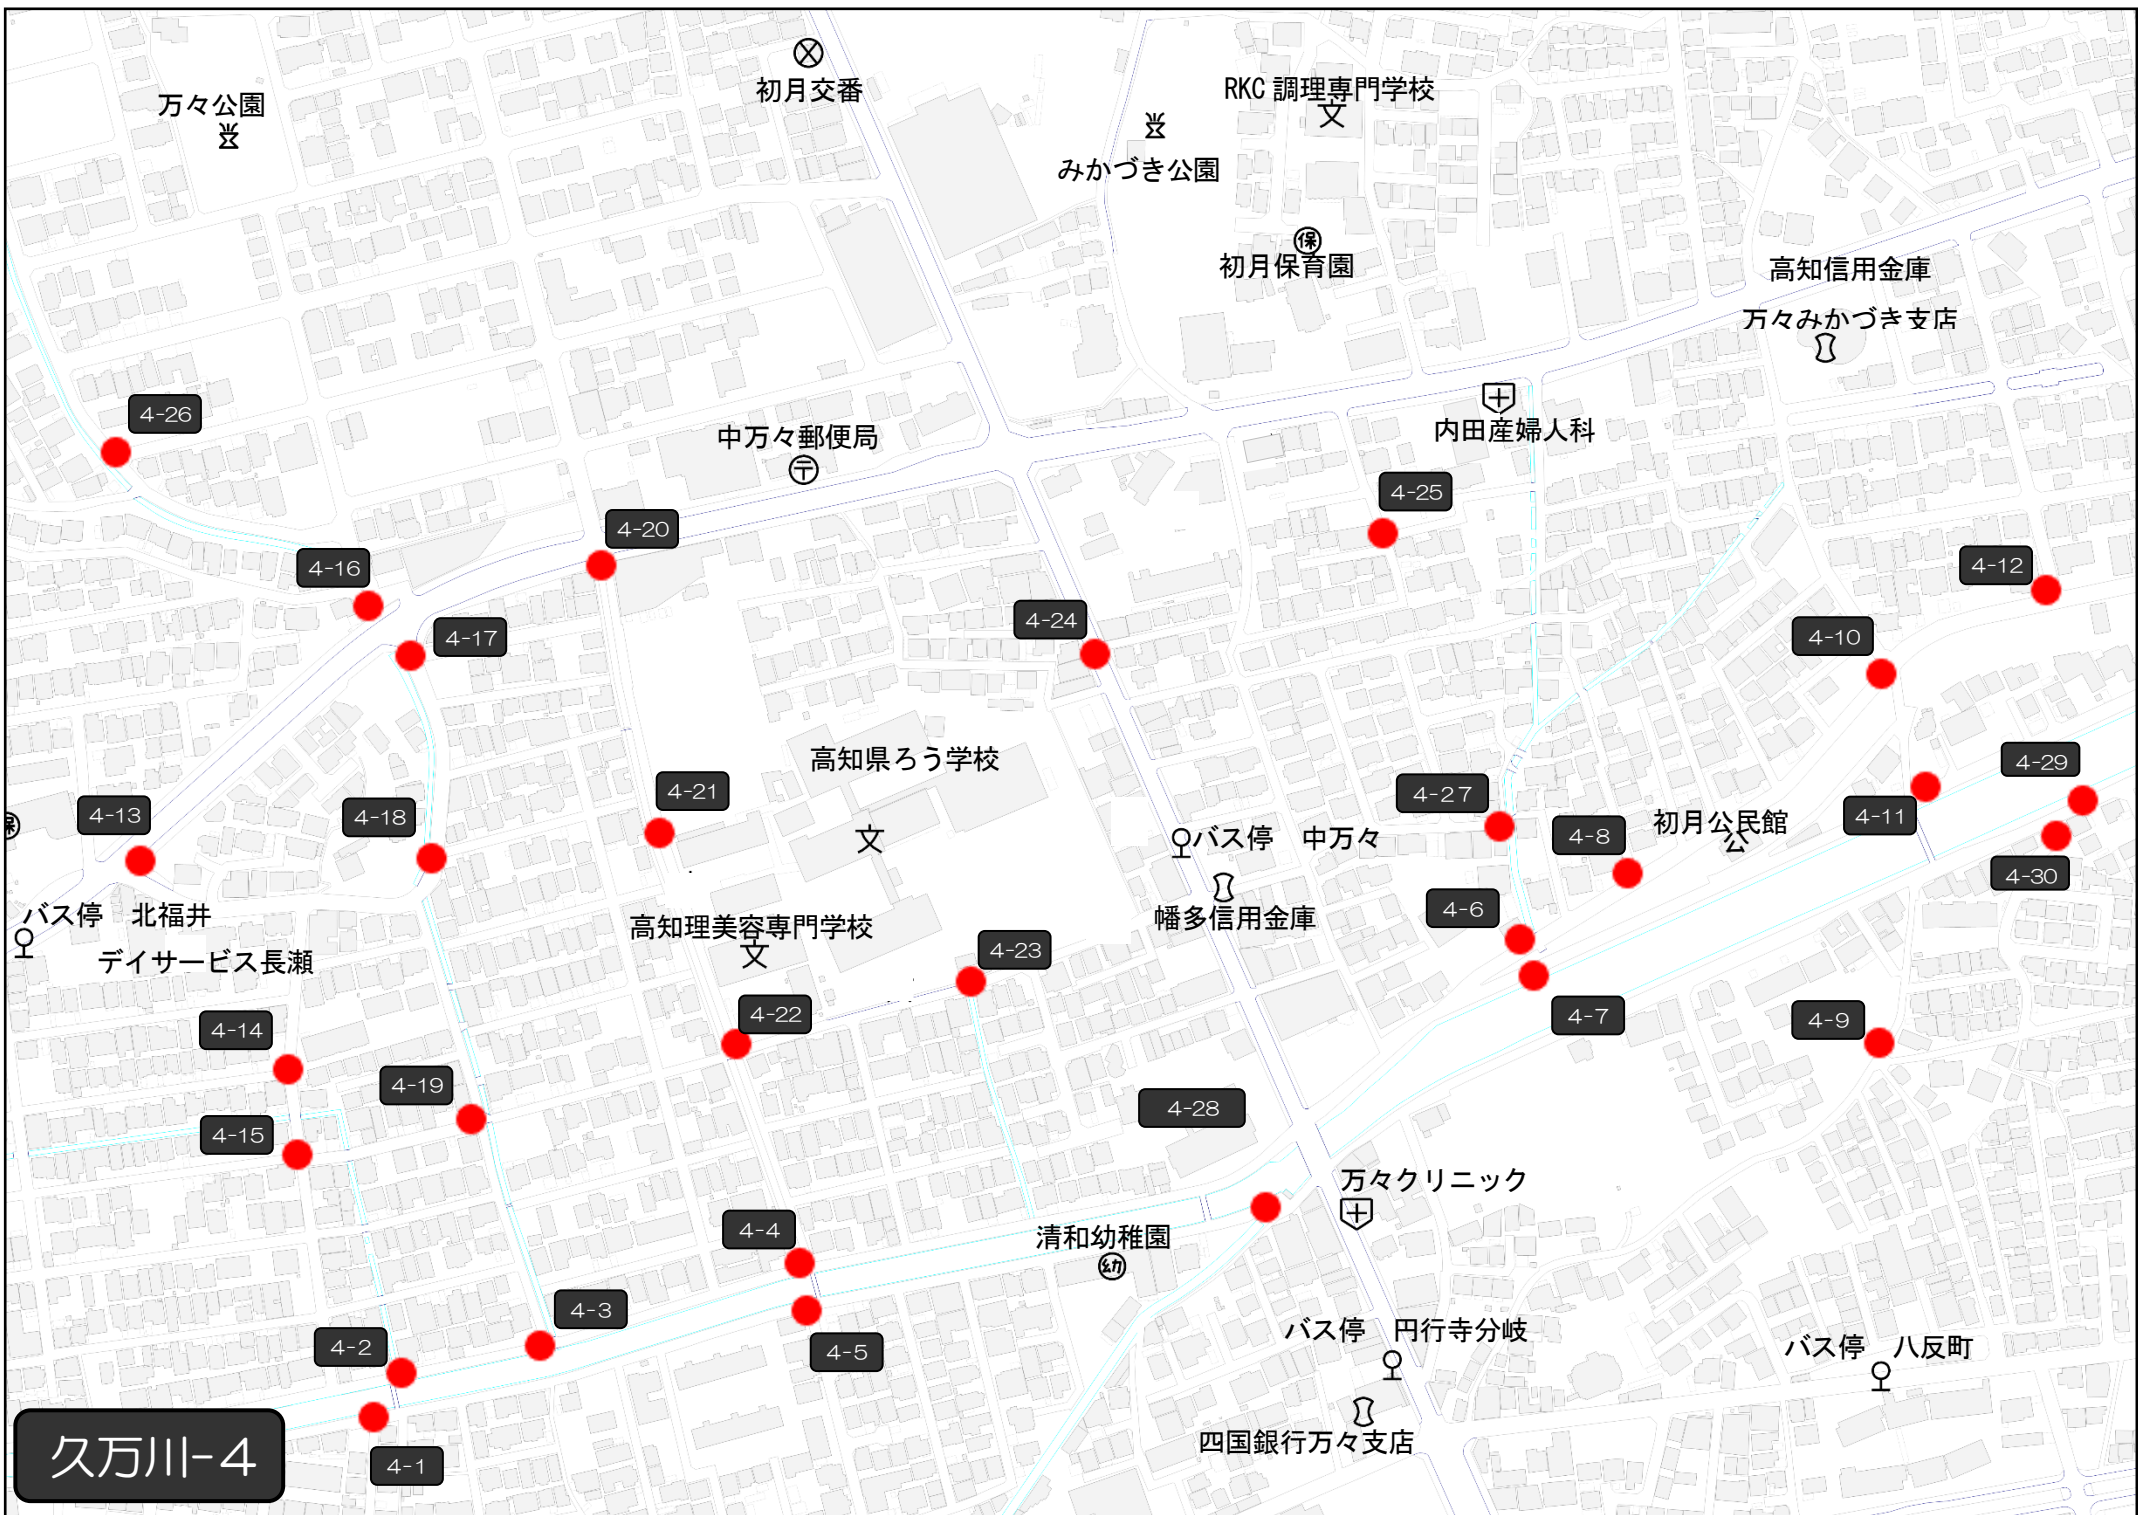 初月交番
RKC 調理専門学校
文
万々公園
みかづき公園
保
初月保育園
高知信用金庫
万々みかづき支店
4-26
内田産婦人科
中万々郵便局
〒
4-25
4-20
4-16
4-12
4-24
4-17
4-10
高知県ろう学校
文
4-29
4-21
4-27
4-13
4-18
4-11
初月公民館
公
4-8
バス停 中万々
保
4-30
4-6
バス停 北福井
幡多信用金庫
高知理美容専門学校
文
4-23
デイサービス長瀬
4-22
4-7
4-9
4-14
4-19
4-28
4-15
万々クリニック
4-4
清和幼稚園
幼
4-3
バス停 円行寺分岐
4-2
4-5
バス停 八反町
四国銀行万々支店
久万川-4
4-1